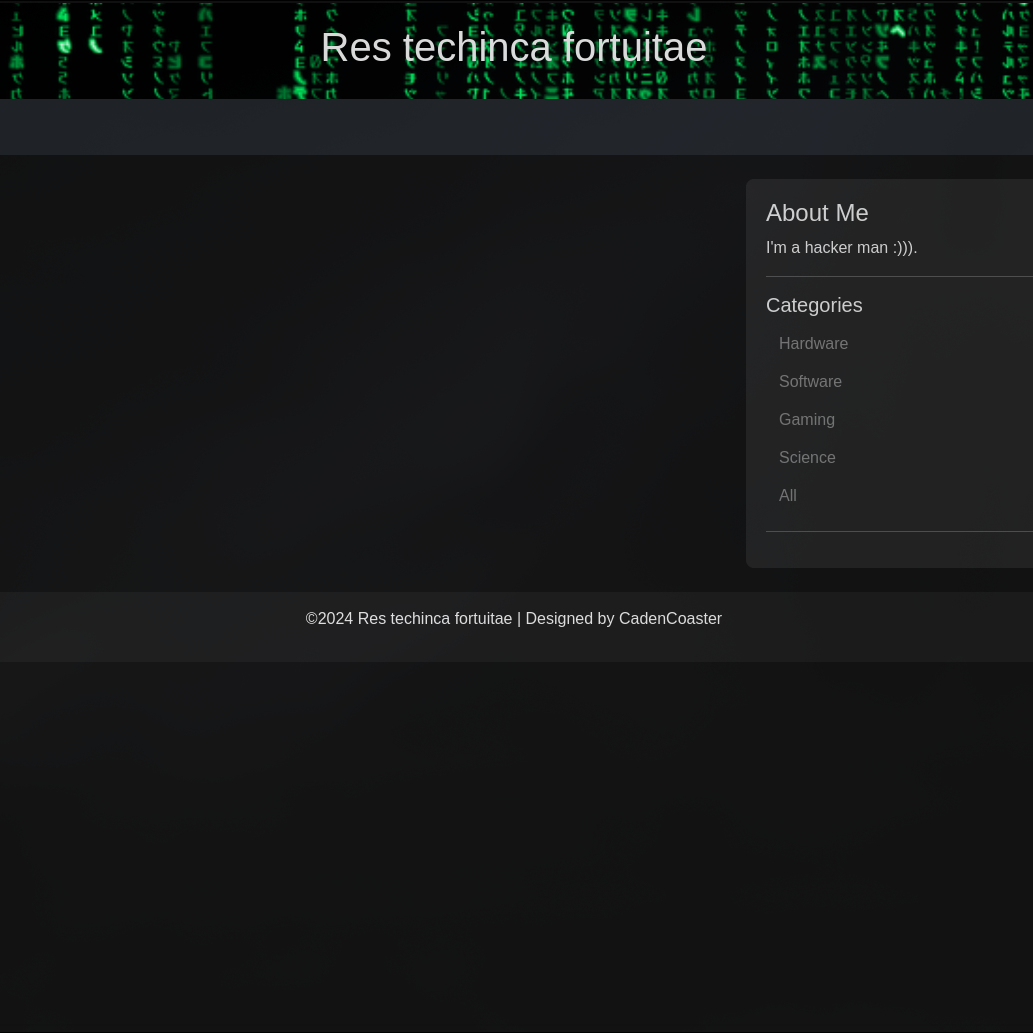 Res techinca fortuitae
About Me
I'm a hacker man :))).
Categories
Hardware
Software
Gaming
Science
All
©2024 Res techinca fortuitae | Designed by CadenCoaster